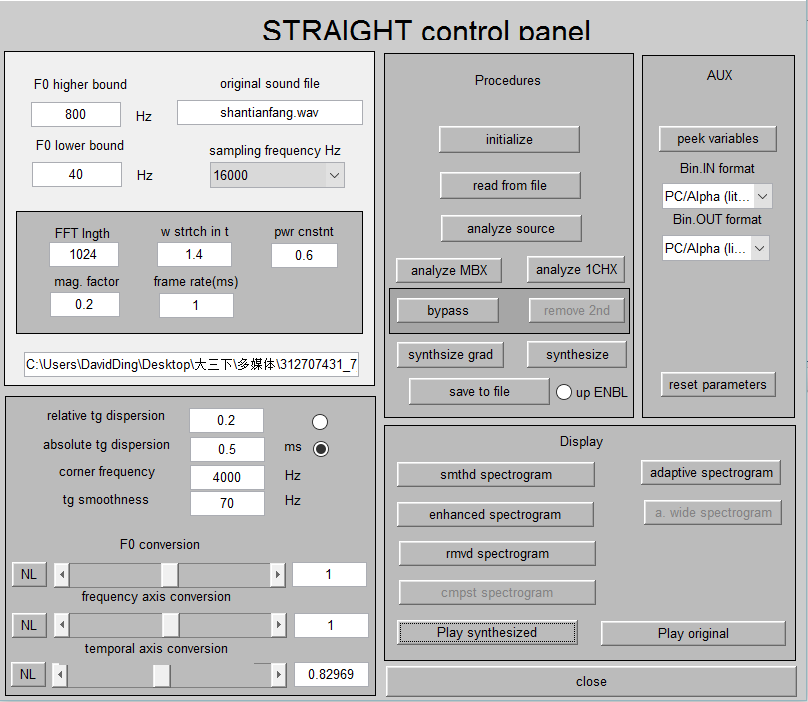 STRAIGHT control panel
F0 higher bound
800
Hz
original sound file
shantianfang.wav
F0 lower bound
40
Hz
sampling frequency Hz
16000
FFT lngth
w strtch in t
pwr cnstnt
1024
1.4
0.6
mag. factor
frame rate(ms)
0.2
1
C:\Users\DavidDing\Desktop\大三下\多媒体\312707431_7
relative tg dispersion
0.2
absolute tg dispersion
0.5
ms
corner frequency
4000
Hz
tg smoothness
70
Hz
F0 conversion
NL
1
frequency axis conversion
NL
1
temporal axis conversion
NL
0.82969
Procedures
initialize
read from file
analyze source
analyze MBX
analyze 1CHX
bypass
remove 2nd
synthsize grad
synthesize
save to file
up ENBL
AUX
peek variables
Bin.IN format
PC/Alpha (lit...
Bin.OUT format
PC/Alpha (li...
reset parameters
Display
smthd spectrogram
adaptive spectrogram
enhanced spectrogram
a. wide spectrogram
rmvd spectrogram
cmpst spectrogram
Play synthesized
Play original
close